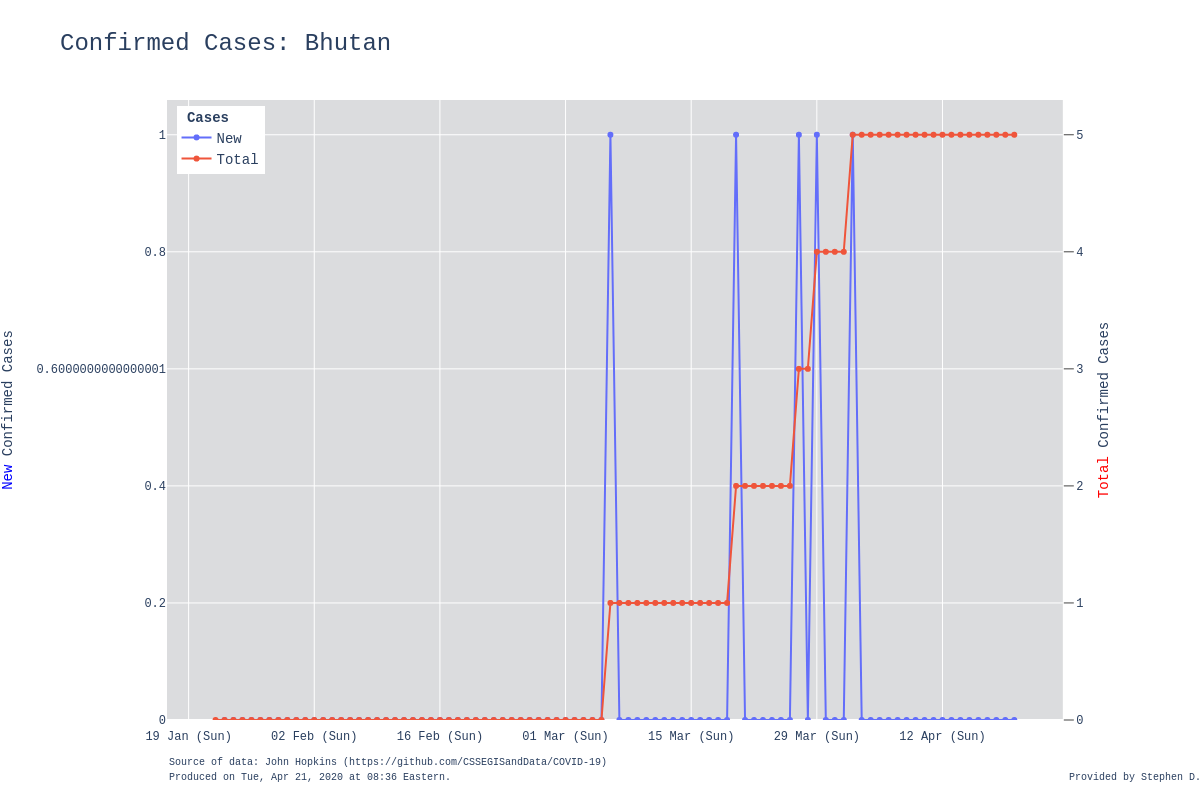 Confirmed Cases: Bhutan
Cases
New
Total
1
0.8
0.6000000000000001
0.4
0.2
0
5
4
3
2
1
0
New Confirmed Cases
Total Confirmed Cases
19 Jan (Sun)
02 Feb (Sun)
16 Feb (Sun)
01 Mar (Sun)
15 Mar (Sun)
29 Mar (Sun)
12 Apr (Sun)
Source of data: John Hopkins (https://github.com/CSSEGISandData/COVID-19)
Produced on Tue, Apr 21, 2020 at 08:36 Eastern.
Provided by Stephen D.